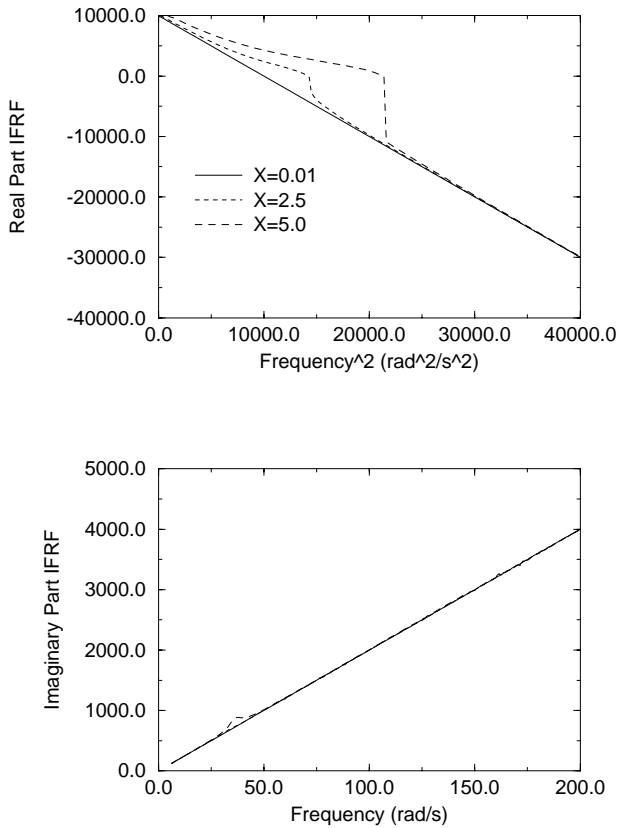 10000.0
0.0
-10000.0
-20000.0
-30000.0
-40000.0
Real Part IFRF
X=0.01
X=2.5
X=5.0
0.0 10000.0 20000.0 30000.0 40000.0
Frequency^2 (rad^2/s^2)
5000.0
4000.0
3000.0
2000.0
1000.0
0.0
Imaginary Part IFRF
0.0 50.0 100.0 150.0 200.0
Frequency (rad/s)